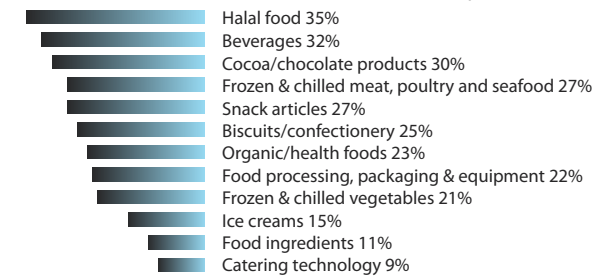 Halal food 35%
Beverages 32%
Cocoa/chocolate products 30%
Frozen & chilled meat, poultry and seafood 27%
Snack articles 27%
Biscuits/confectionery 25%
Organic/health foods 23%
Food processing, packaging & equipment 22%
Frozen & chilled vegetables 21%
Ice creams 15%
Food ingredients 11%
Catering technology 9%